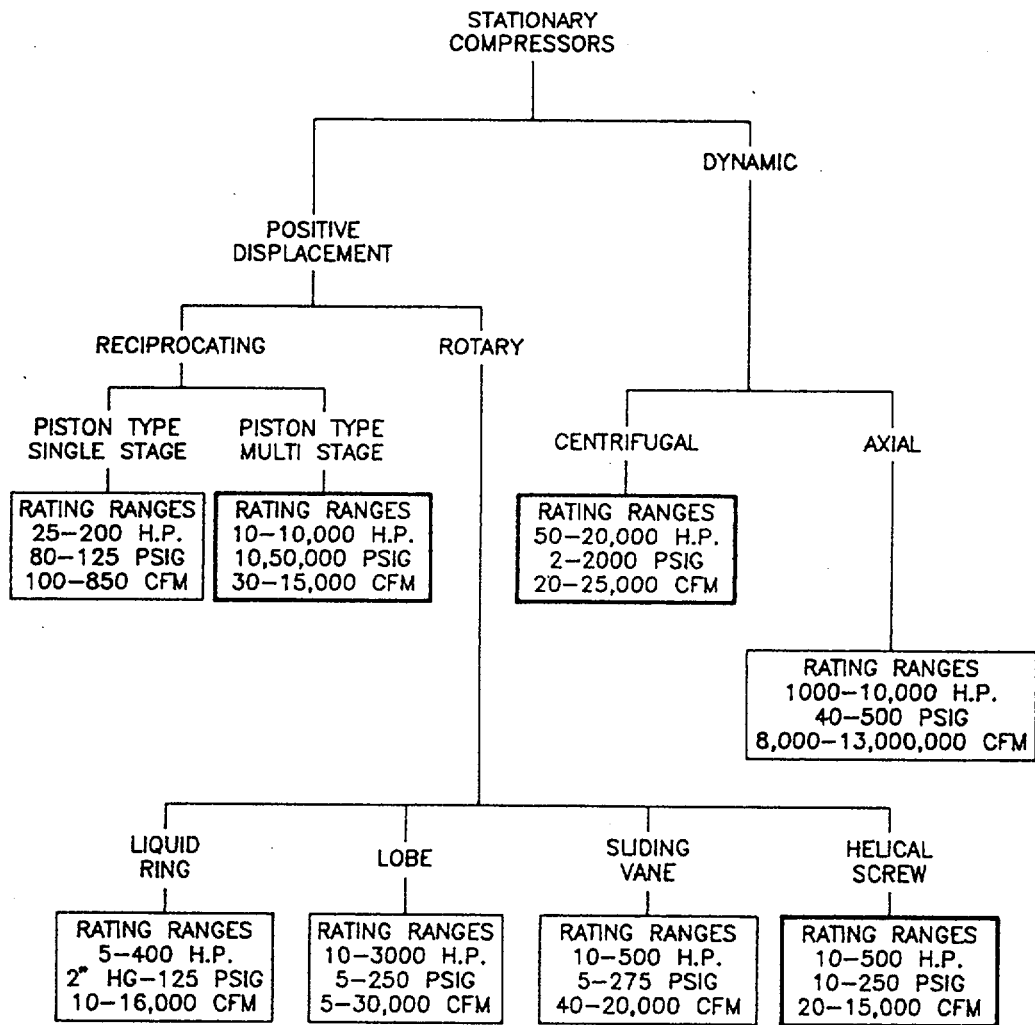 STATIONARY
COMPRESSORS
DYNAMIC
POSITIVE
DISPLACEMENT
RECIPROCATING
ROTARY
PISTON TYPE
SINGLE STAGE
PISTON TYPE
MULTI STAGE
CENTRIFUGAL
AXIAL
RATING RANGES
25-200 H.P.
80-125 PSIG
100-850 CFM
RATING RANGES
10-10,000 H.P.
10,50,000 PSIG
30-15,000 CFM
RATING RANGES
50-20,000 H.P.
2-2000 PSIG
20-25,000 CFM
RATING RANGES
1000-10,000 H.P.
40-500 PSIG
8,000-13,000,000 CFM
LIQUID
RING
LOBE
SLIDING
VANE
HELICAL
SCREW
RATING RANGES
5-400 H.P.
2" HG-125 PSIG
10-16,000 CFM
RATING RANGES
10-3000 H.P.
5-250 PSIG
5-30,000 CFM
RATING RANGES
10-500 H.P.
5-275 PSIG
40-20,000 CFM
RATING RANGES
10-500 H.P.
10-250 PSIG
20-15,000 CFM